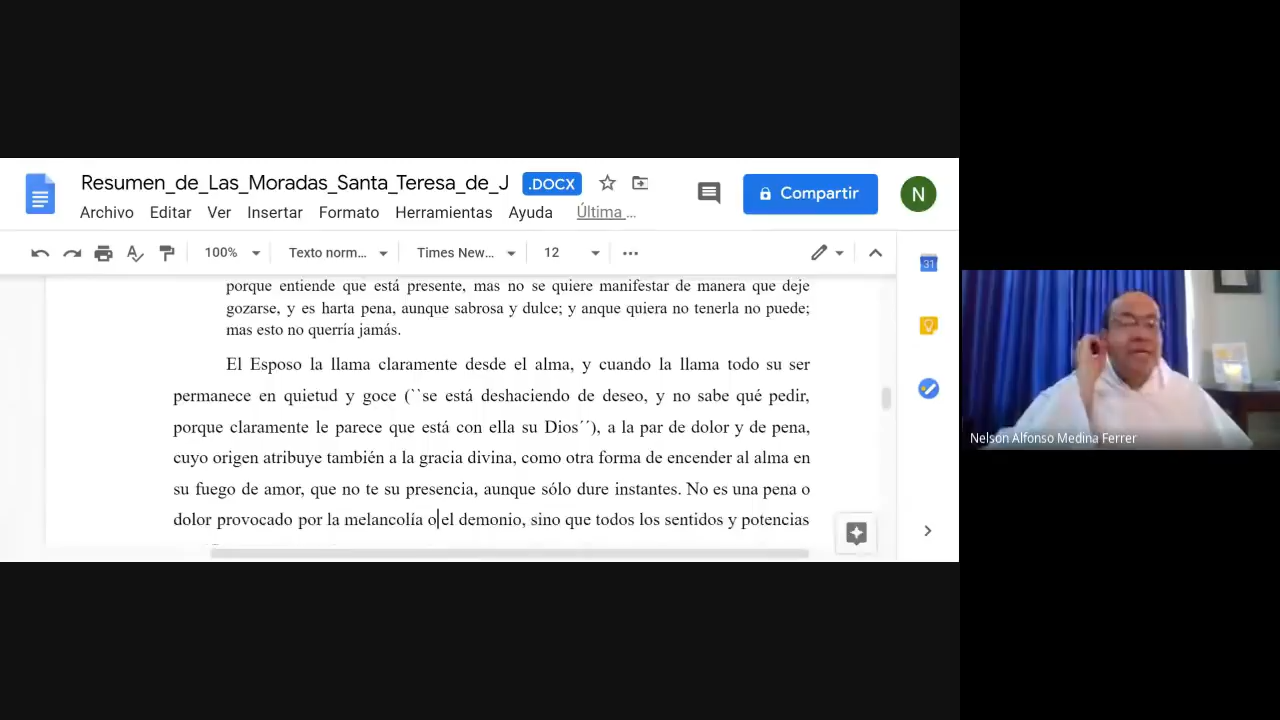 Resumen_de_Las_Moradas_Santa_Teresa_de_J .DOCX
Compartir
N
Archivo Editar Ver Insertar Formato Herramientas Ayuda Última ...
100% Texto norm... Times New... 12
31
porque entiende que está presente, mas no se quiere manifestar de manera que deje
gozarse, y es harta pena, aunque sabrosa y dulce; y anque quiera no tenerla no puede;
mas esto no querría jamás.
El Esposo la llama claramente desde el alma, y cuando la llama todo su ser
permanece en quietud y goce (``se está deshaciendo de deseo, y no sabe qué pedir,
porque claramente le parece que está con ella su Dios´´), a la par de dolor y de pena,
cuyo origen atribuye también a la gracia divina, como otra forma de encender al alma en
su fuego de amor, que no te su presencia, aunque sólo dure instantes. No es una pena o
dolor provocado por la melancolía o el demonio, sino que todos los sentidos y potencias
Nelson Alfonso Medina Ferrer